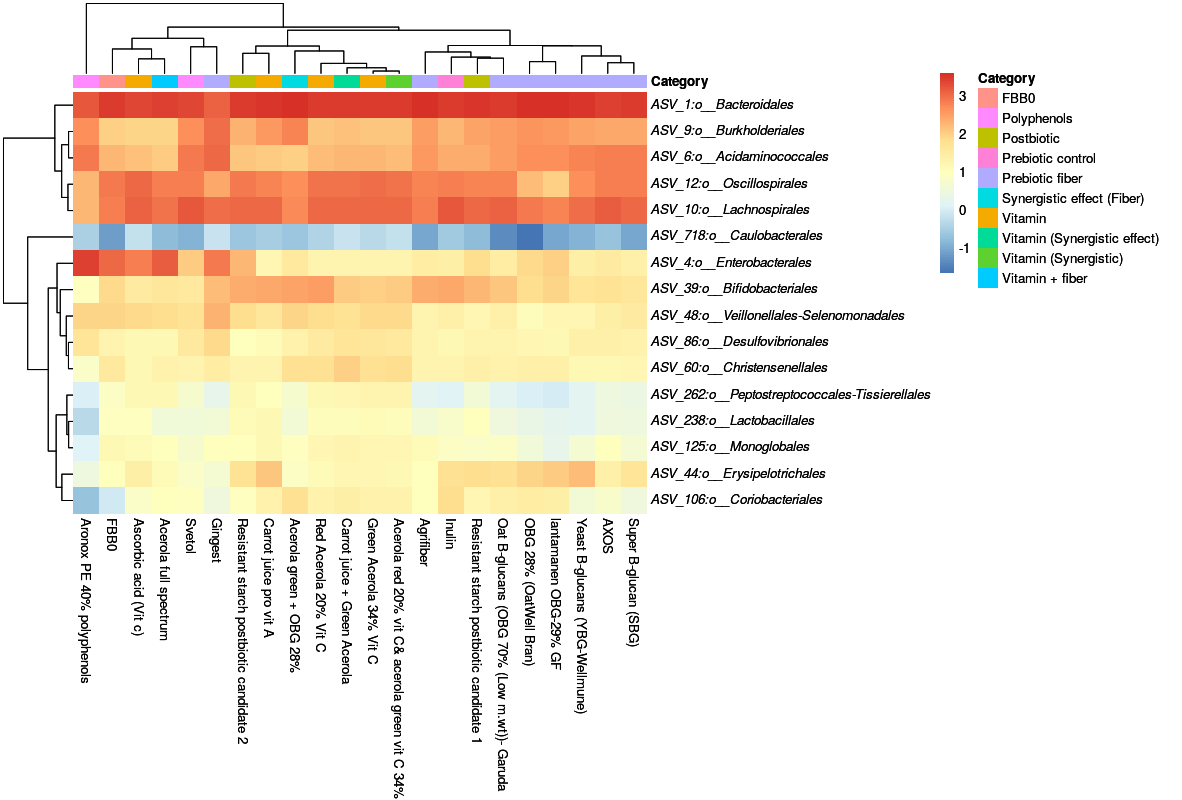 Category
ASV_1:o__Bacteroidales
ASV_9:o__Burkholderiales
ASV_6:o__Acidaminococcales
ASV_12:o__Oscillospirales
ASV_10:o__Lachnospirales
ASV_718:o__Caulobacterales
ASV_4:o__Enterobacterales
ASV_39:o__Bifidobacteriales
ASV_48:o__Veillonellales-Selenomonadales
ASV_86:o__Desulfovibrionales
ASV_60:o__Christensenellales
ASV_262:o__Peptostreptococcales-Tissierellales
ASV_238:o__Lactobacillales
ASV_125:o__Monoglobales
ASV_44:o__Erysipelotrichales
ASV_106:o__Coriobacteriales
Aronox PE 40% polyphenols
FBB0
Ascorbic acid (Vit c)
Acerola full spectrum
Svetol
Gingest
Resistant starch postbiotic candidate 2
Carrot juice pro vit A
Acerola green + OBG 28%
Red Acerola 20% Vit C
Carrot juice + Green Acerola
Green Acerola 34% Vit C
Acerola red 20% vit C& acerola green vit C 34%
Agrifiber
Inulin
Resistant starch postbiotic candidate 1
Oat B-glucans (OBG 70% (Low m.wt))- Garuda
OBG 28% (OatWell Bran)
lantamanen OBG-29% GF
Yeast B-glucans (YBG-Wellmune)
AXOS
Super B-glucan (SBG)
3
2
1
0
-1
Category
FBB0
Polyphenols
Postbiotic
Prebiotic control
Prebiotic fiber
Synergistic effect (Fiber)
Vitamin
Vitamin (Synergistic effect)
Vitamin (Synergistic)
Vitamin + fiber